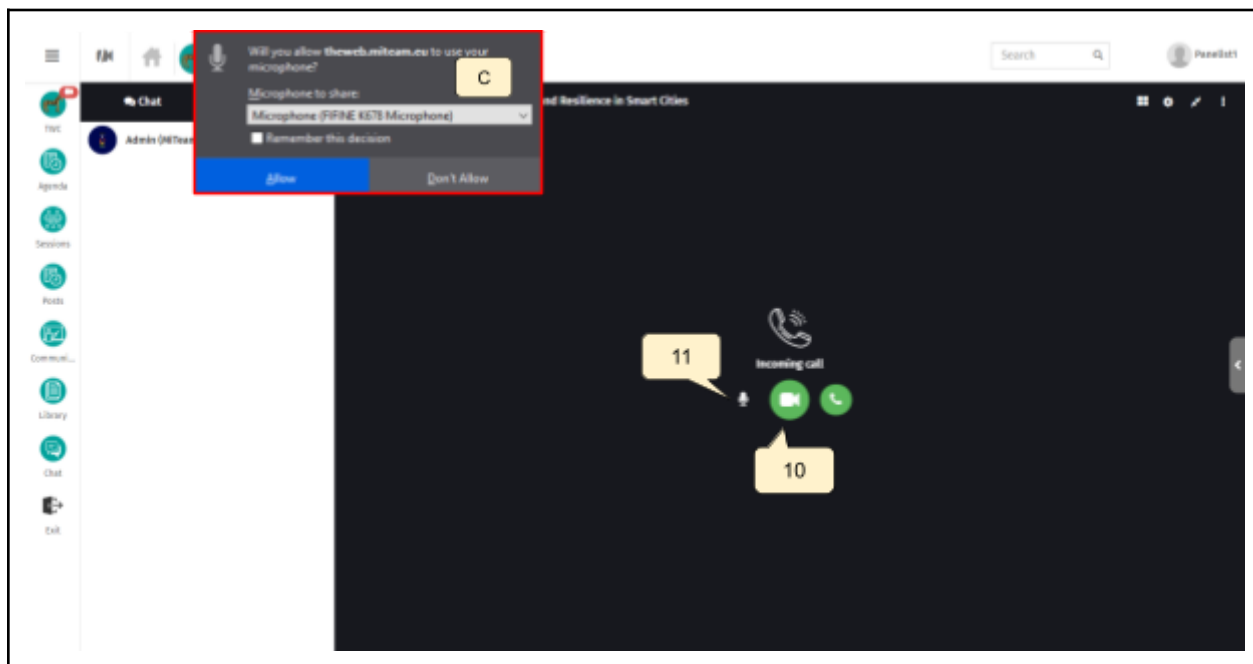 Search
Panelist1
Will you allow theweb.miteam.eu to use your
microphone?
C
Microphone to share:
Microphone (FIFINE K678 Microphone)
Remember this decision
Allow
Don't Allow
Chat
nd Resilience in Smart Cities
Admin (MiTeam
TWC
Agenda
Sessions
Posts
Communi...
Library
Chat
Exit
11
Incoming call
10